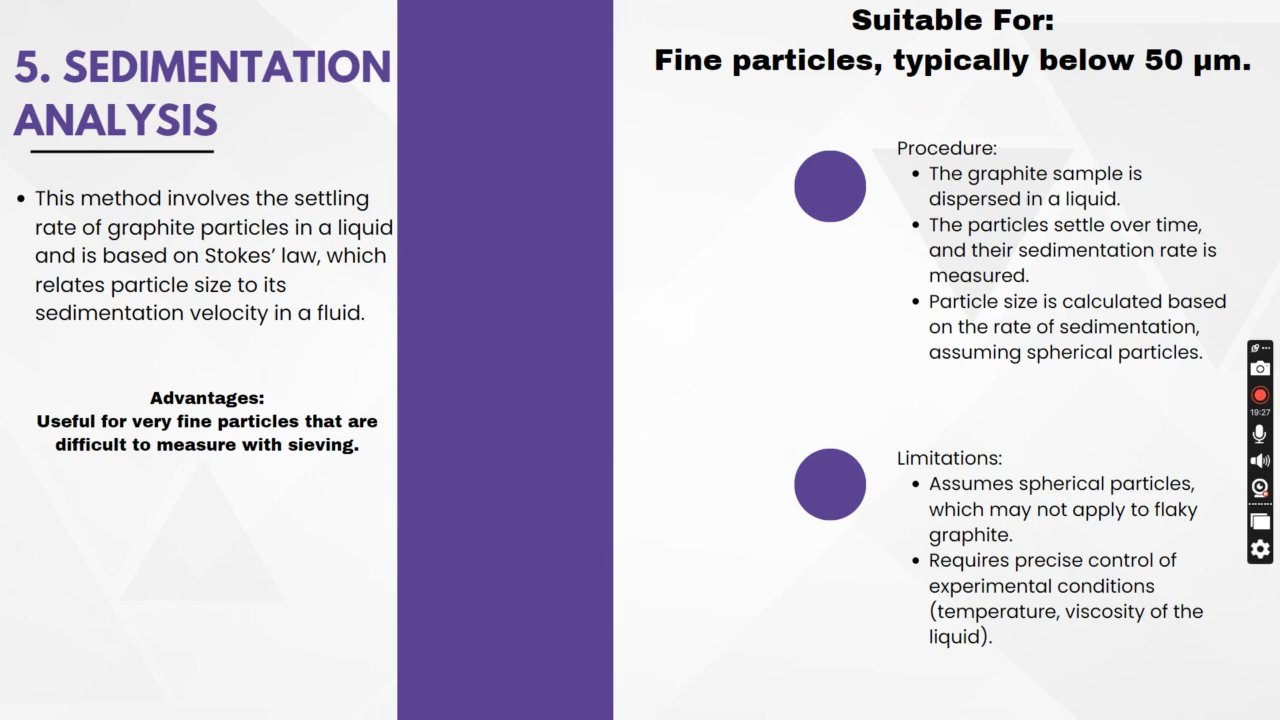 5. SEDIMENTATION
ANALYSIS
• This method involves the settling
rate of graphite particles in a liquid
and is based on Stokes’ law, which
relates particle size to its
sedimentation velocity in a fluid.
Advantages:
Useful for very fine particles that are
difficult to measure with sieving.
Suitable For:
Fine particles, typically below 50 µm.
Procedure:
• The graphite sample is
dispersed in a liquid.
• The particles settle over time,
and their sedimentation rate is
measured.
• Particle size is calculated based
on the rate of sedimentation,
assuming spherical particles.
Limitations:
• Assumes spherical particles,
which may not apply to flaky
graphite.
• Requires precise control of
experimental conditions
(temperature, viscosity of the
liquid).
19:27